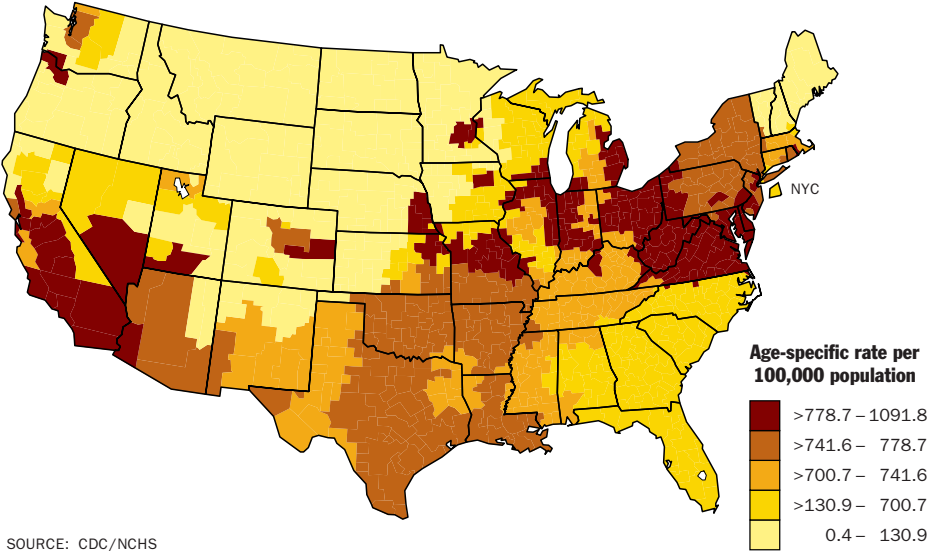 NYC
Age-specific rate per
100,000 population
>778.7 – 1091.8
>741.6 – 778.7
>700.7 – 741.6
>130.9 – 700.7
0.4 – 130.9
SOURCE: CDC/NCHS